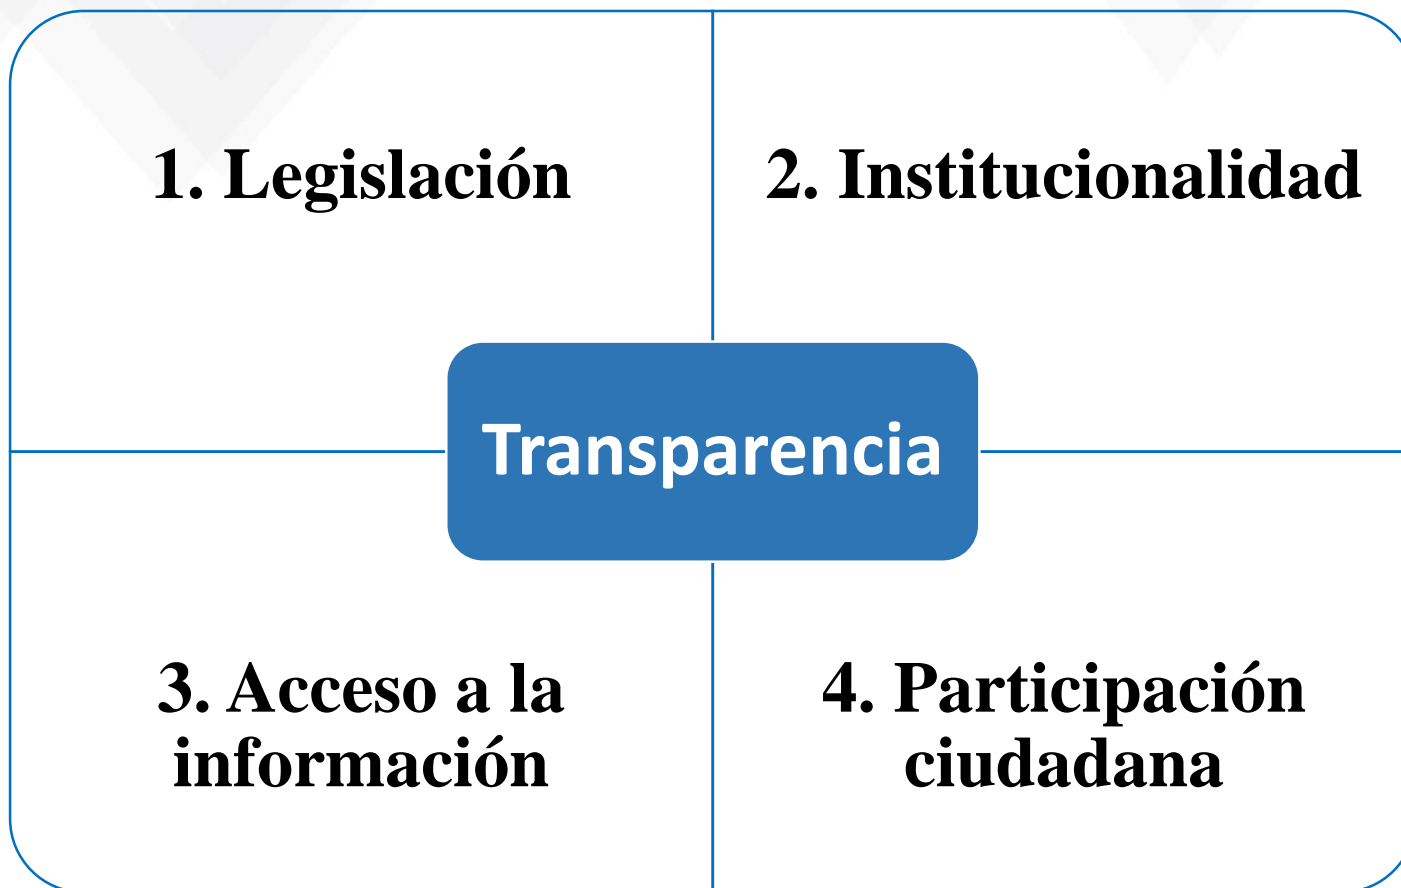 1. Legislación
2. Institucionalidad
Transparencia
3. Acceso a la
información
4. Participación
ciudadana